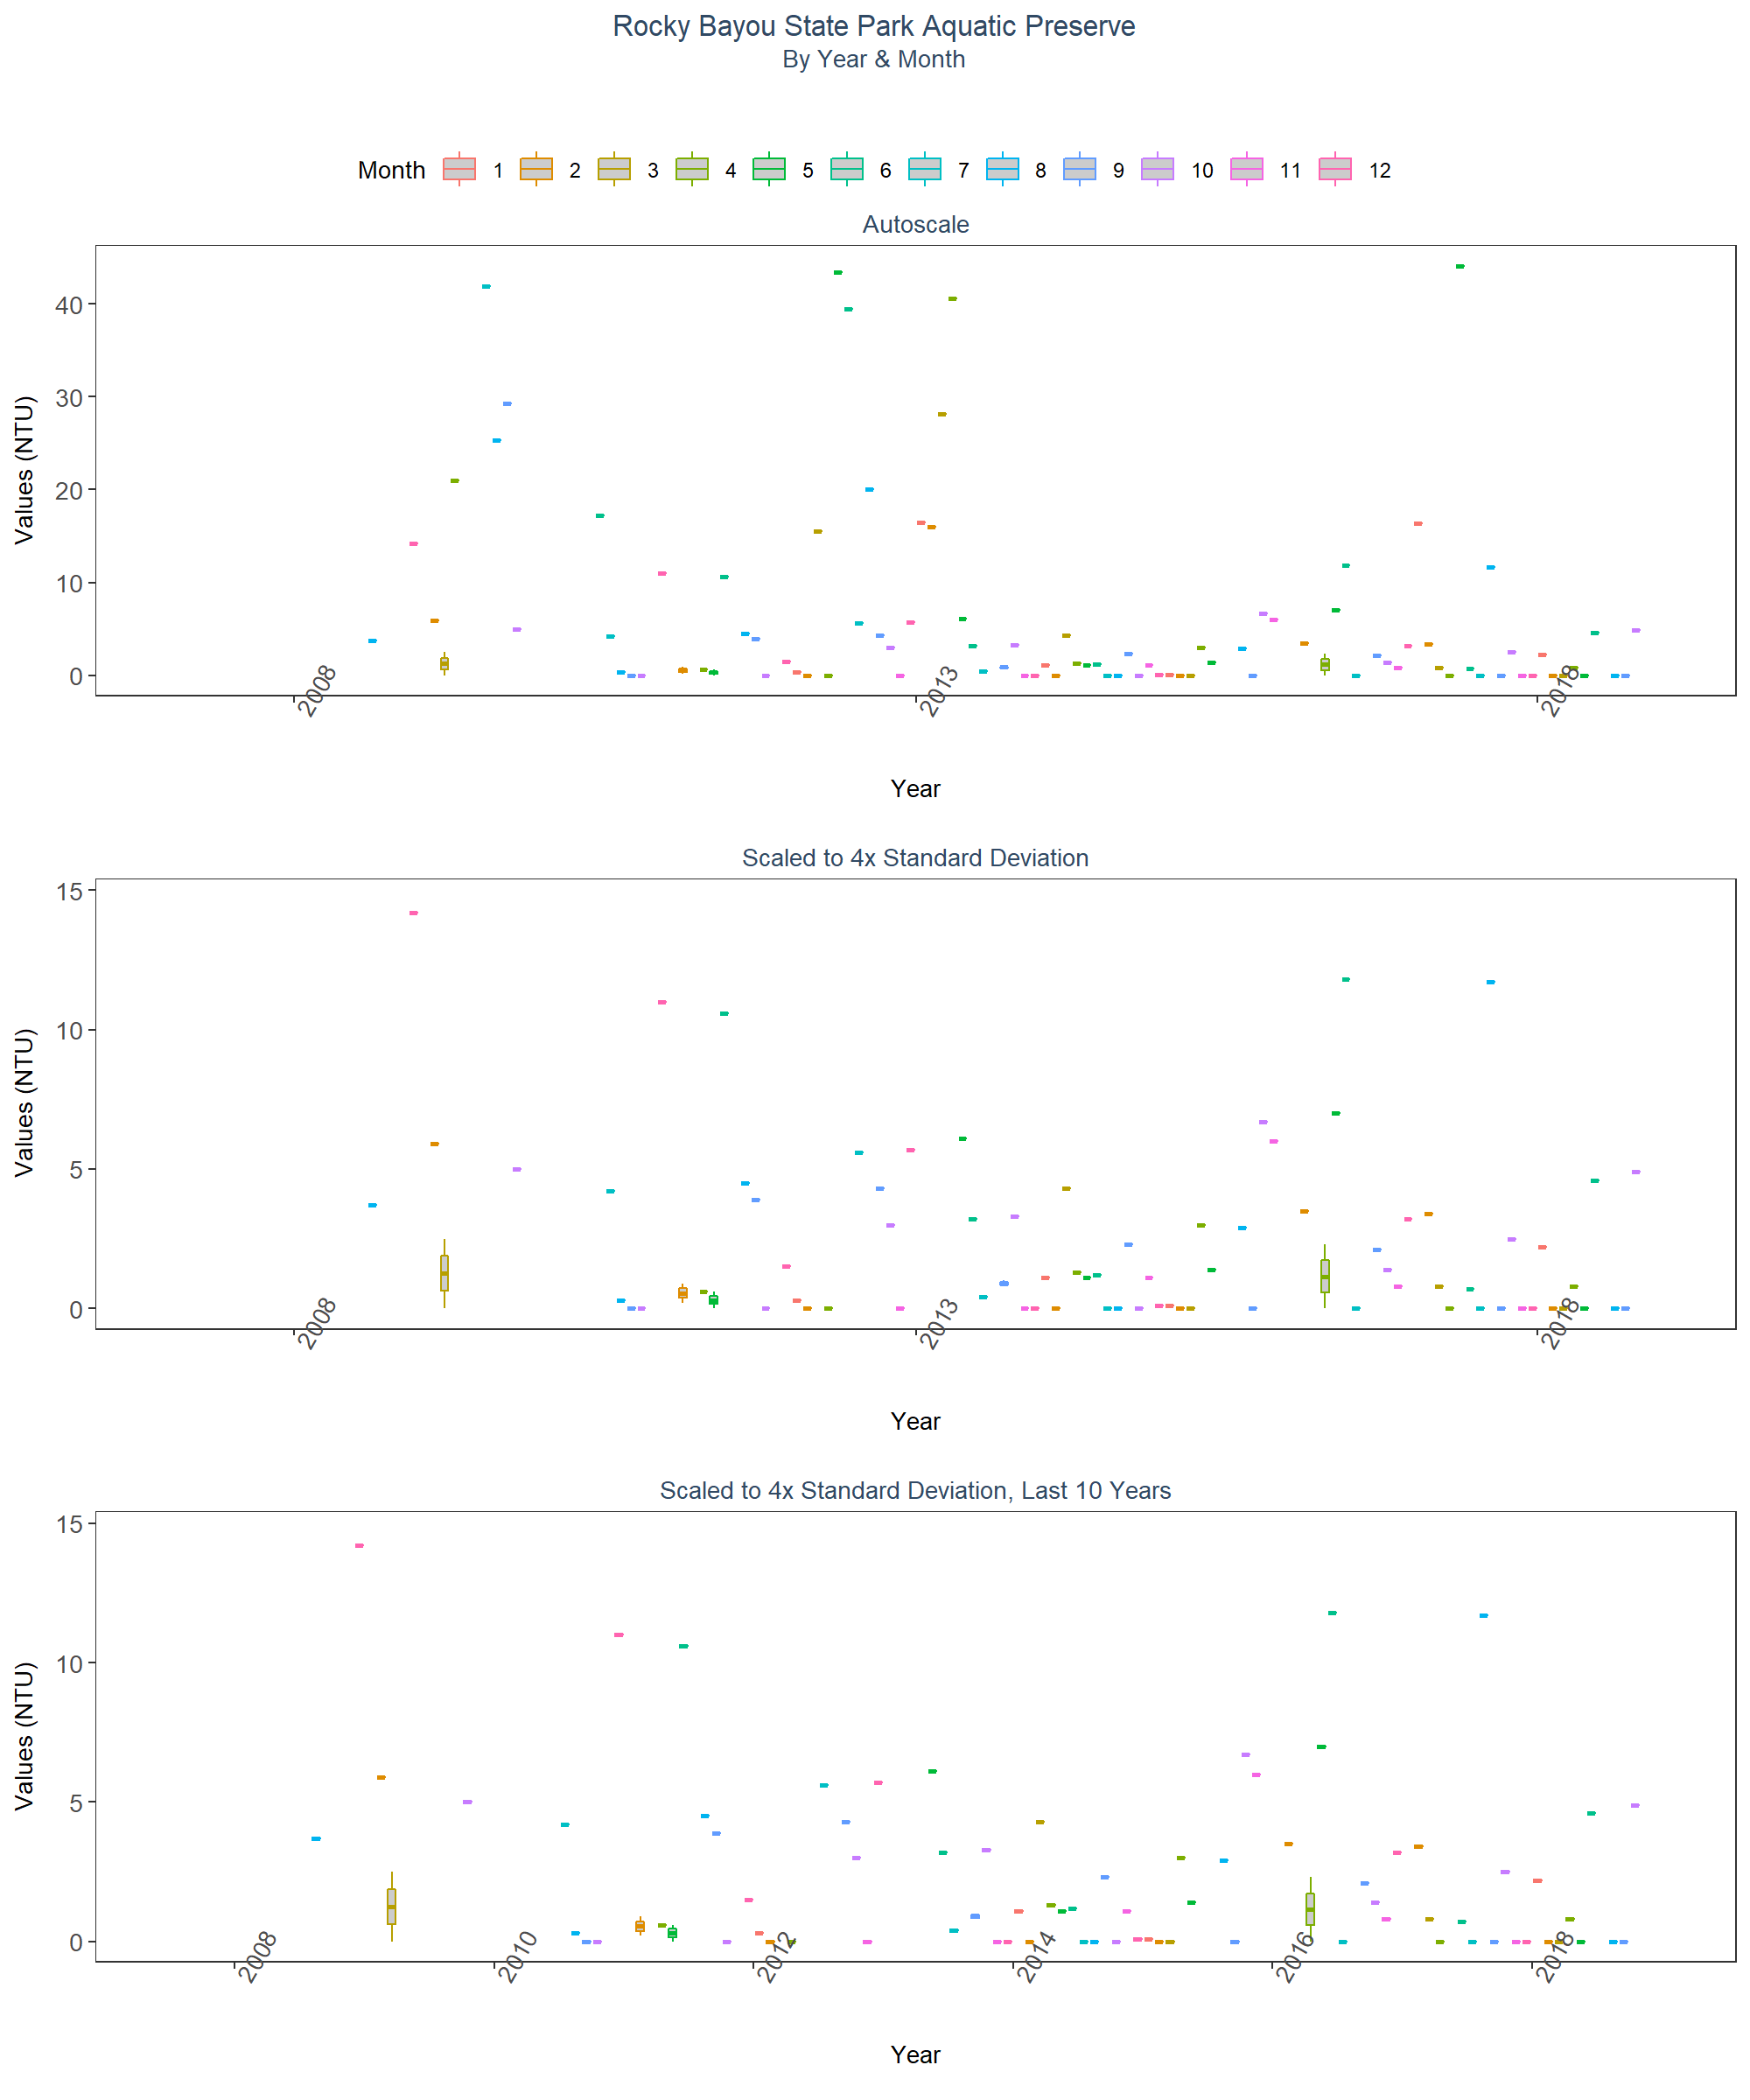 Rocky Bayou State Park Aquatic Preserve
By Year & Month
Month 1 2 3 4 5 6 7 8 9 10 11 12
Autoscale
Values (NTU)
40
30
20
10
0
2008 2013 2018
Year
Scaled to 4x Standard Deviation
Values (NTU)
15
10
5
0
2008 2013 2018
Year
Scaled to 4x Standard Deviation, Last 10 Years
Values (NTU)
15
10
5
0
2008 2010 2012 2014 2016 2018
Year